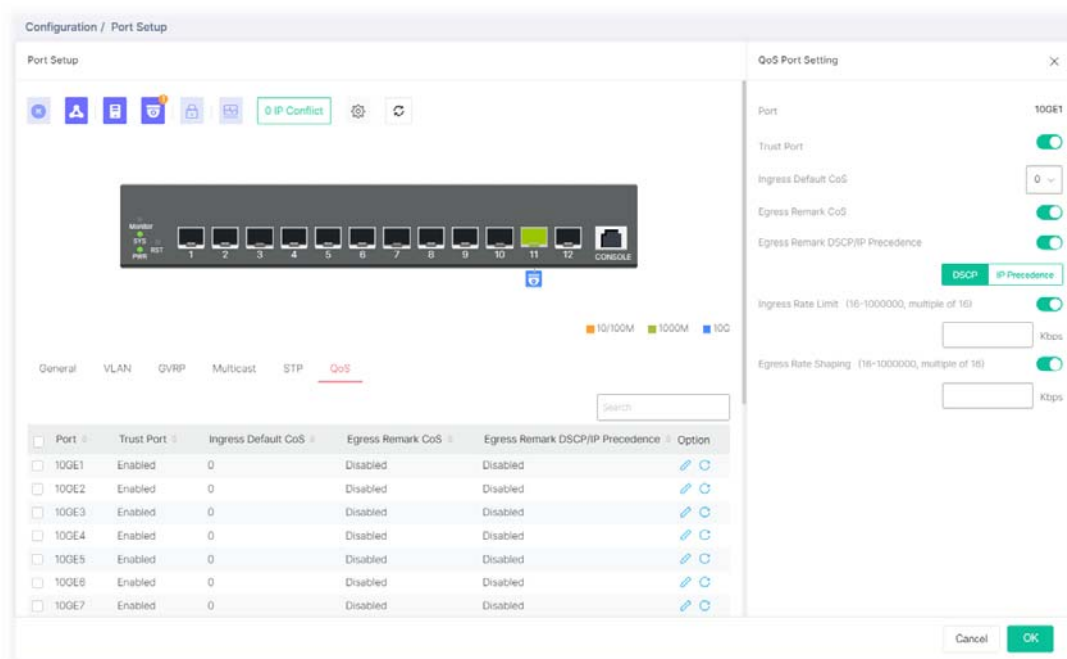 Configuration / Port Setup
Port Setup
0 IP Conflict
Monitor
SYS
RST
PWR
1 2 3 4 5 6 7 8 9 10 11 12 CONSOLE
10/100M 1000M 10G
General VLAN GVRP Multicast STP QoS
Search
Port Trust Port Ingress Default CoS Egress Remark CoS Egress Remark DSCP/IP Precedence Option
10GE1 Enabled 0 Disabled Disabled
10GE2 Enabled 0 Disabled Disabled
10GE3 Enabled 0 Disabled Disabled
10GE4 Enabled 0 Disabled Disabled
10GE5 Enabled 0 Disabled Disabled
10GE6 Enabled 0 Disabled Disabled
10GE7 Enabled 0 Disabled Disabled
QoS Port Setting
Port 10GE1
Trust Port
Ingress Default CoS 0
Egress Remark CoS
Egress Remark DSCP/IP Precedence
DSCP IP Precedence
Ingress Rate Limit (16-1000000, multiple of 16)
Kbps
Egress Rate Shaping (16-1000000, multiple of 16)
Kbps
Cancel OK